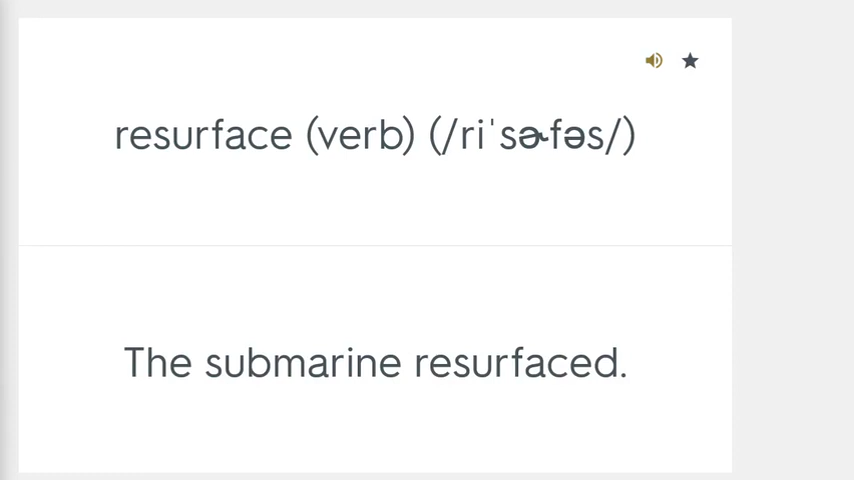 resurface (verb) (/riˈsɚfəs/)
The submarine resurfaced.